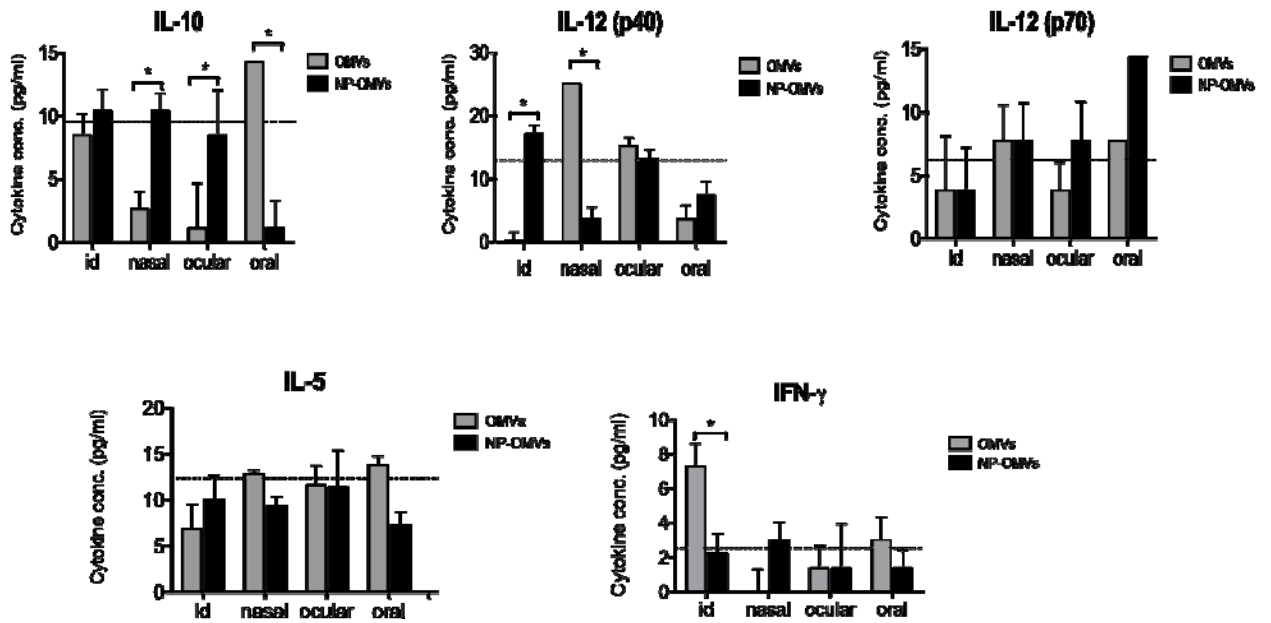 IL-10
Cytokine conc. (pg/ml)
15
10
5
0
*
*
*
OMVs
NP-OMVs
id nasal ocular oral
IL-12 (p40)
Cytokine conc. (pg/ml)
30
20
10
0
*
*
OMVs
NP-OMVs
id nasal ocular oral
IL-12 (p70)
Cytokine conc. (pg/ml)
15
10
5
0
OMVs
NP-OMVs
id nasal ocular oral
IL-5
Cytokine conc. (pg/ml)
20
15
10
5
0
OMVs
NP-OMVs
id nasal ocular oral
IFN-γ
Cytokine conc. (pg/ml)
10
8
6
4
2
0
*
OMVs
NP-OMVs
id nasal ocular oral